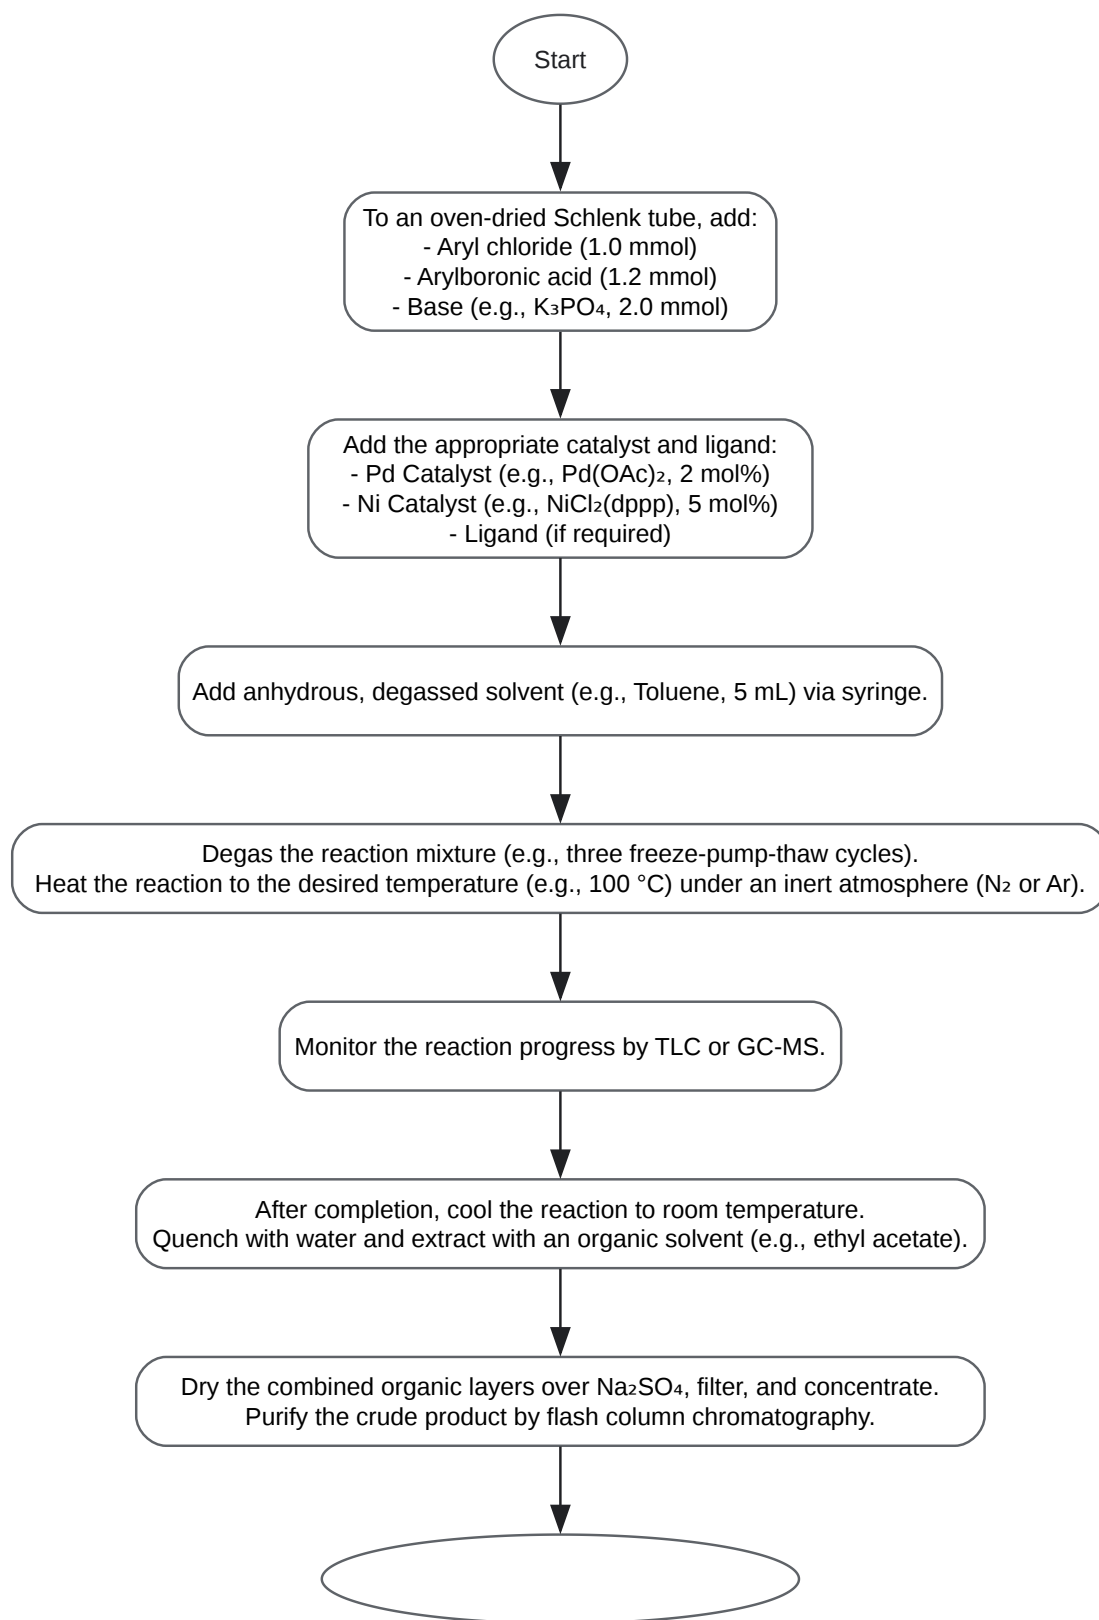 Start
To an oven-dried Schlenk tube, add:
- Aryl chloride (1.0 mmol)
- Arylboronic acid (1.2 mmol)
- Base (e.g., K₃PO₄, 2.0 mmol)
Add the appropriate catalyst and ligand:
- Pd Catalyst (e.g., Pd(OAc)₂, 2 mol%)
- Ni Catalyst (e.g., NiCl₂(dppp), 5 mol%)
- Ligand (if required)
Add anhydrous, degassed solvent (e.g., Toluene, 5 mL) via syringe.
Degas the reaction mixture (e.g., three freeze-pump-thaw cycles).
Heat the reaction to the desired temperature (e.g., 100 °C) under an inert atmosphere (N₂ or Ar).
Monitor the reaction progress by TLC or GC-MS.
After completion, cool the reaction to room temperature.
Quench with water and extract with an organic solvent (e.g., ethyl acetate).
Dry the combined organic layers over Na₂SO₄, filter, and concentrate.
Purify the crude product by flash column chromatography.